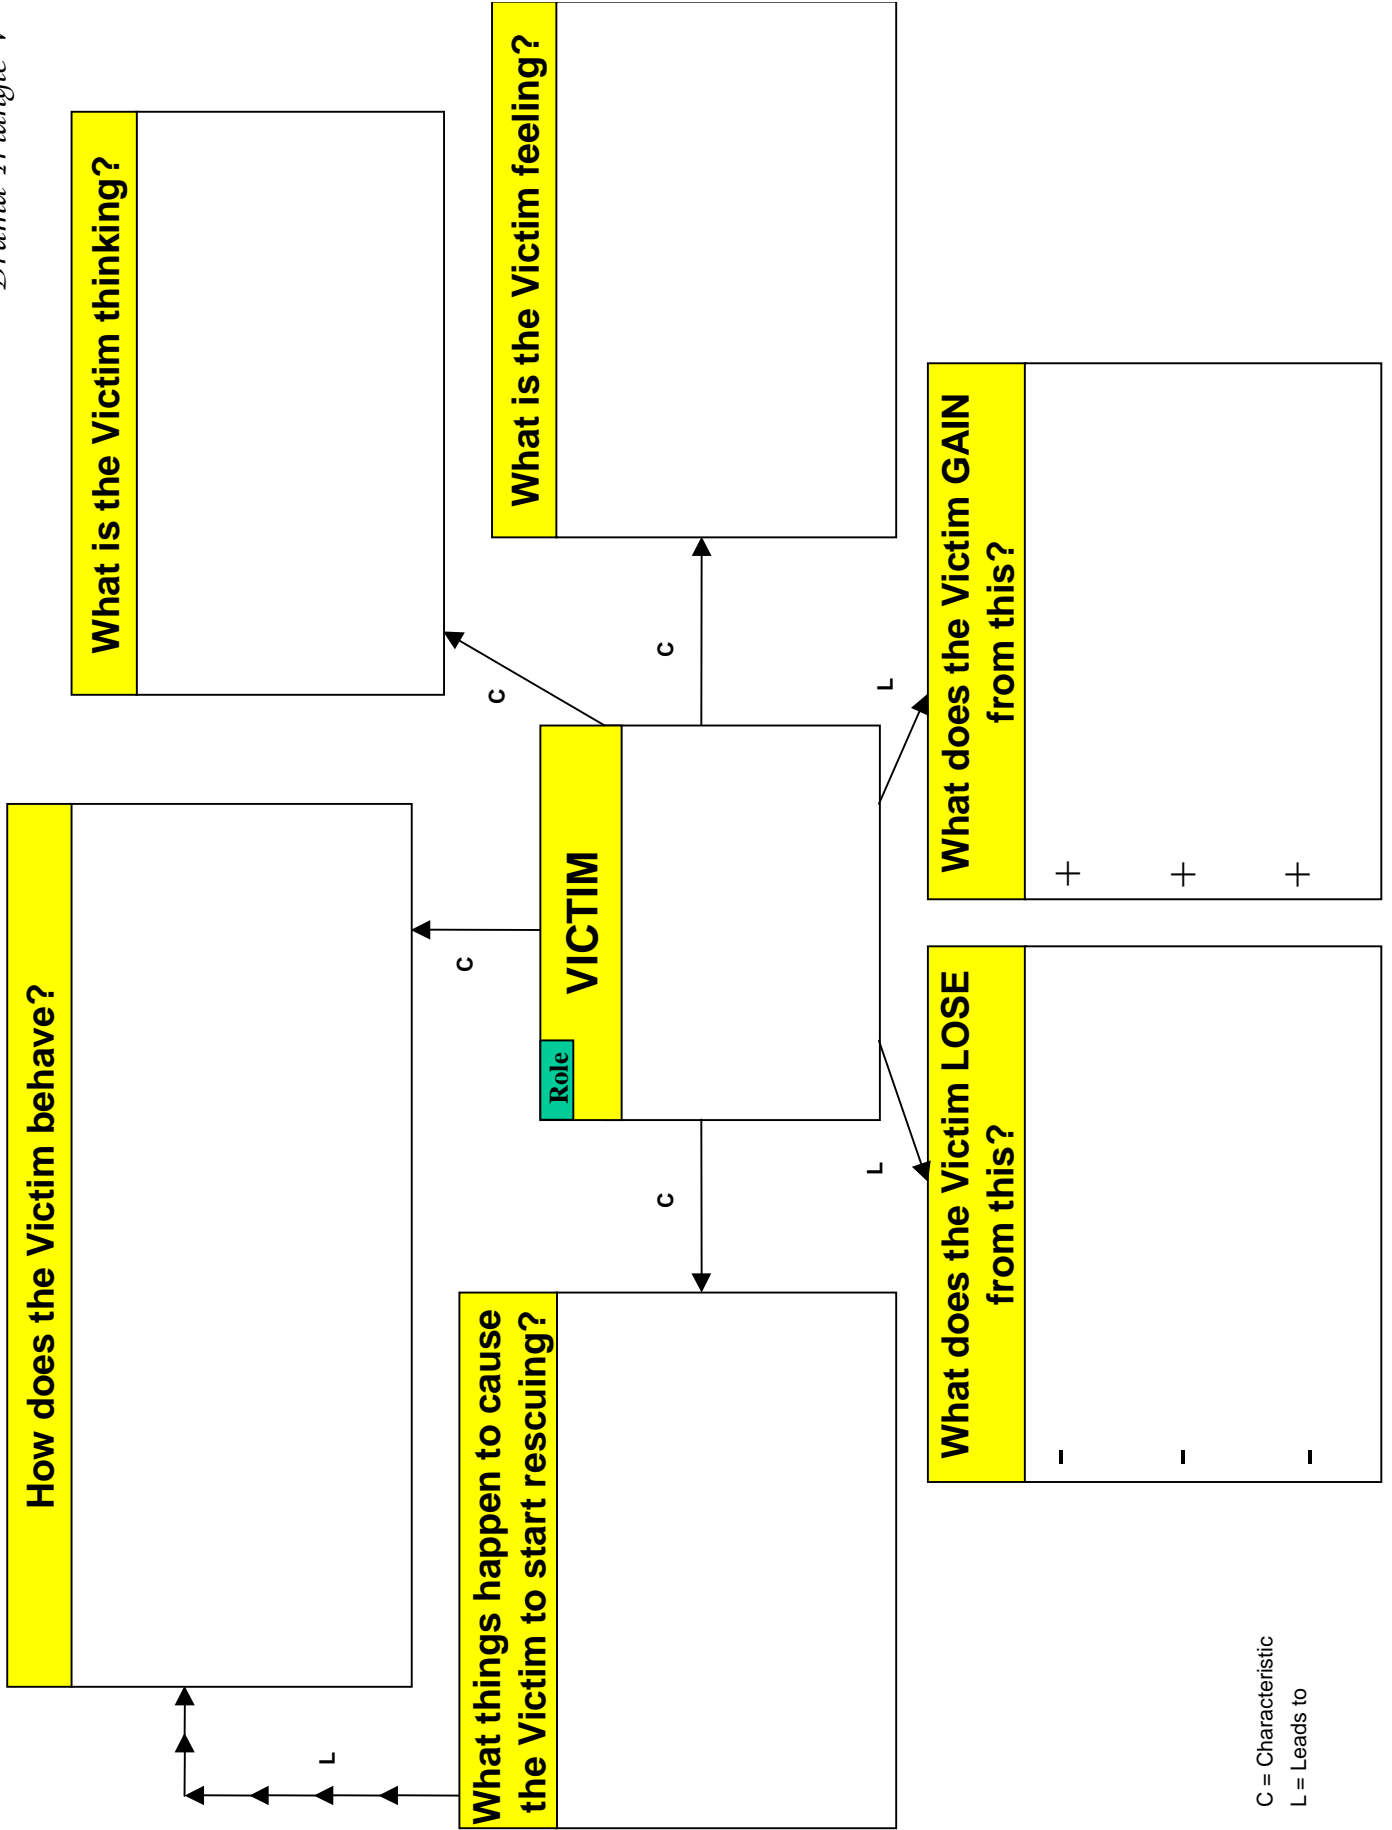 Drama Triangle
How does the Victim behave?
What is the Victim thinking?
C
C
L
What things happen to cause
the Victim to start rescuing?
Role
VICTIM
What is the Victim feeling?
C
C
L
L
What does the Victim LOSE
from this?
-
-
-
What does the Victim GAIN
from this?
+
+
+
C = Characteristic
L = Leads to